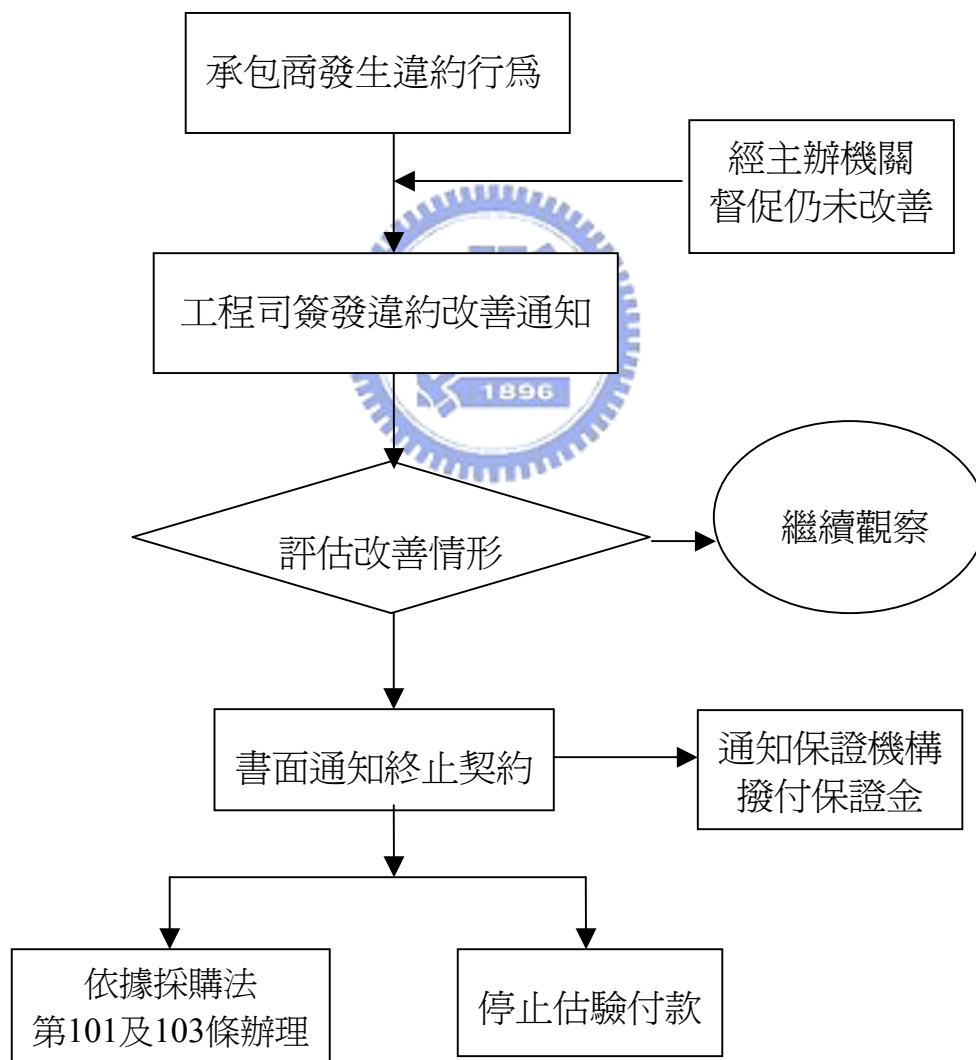 承包商發生違約行為
經主辦機關
督促仍未改善
工程司簽發違約改善通知
1896
評估改善情形
繼續觀察
書面通知終止契約
通知保證機構
撥付保證金
依據採購法
第101及103條辦理
停止估驗付款